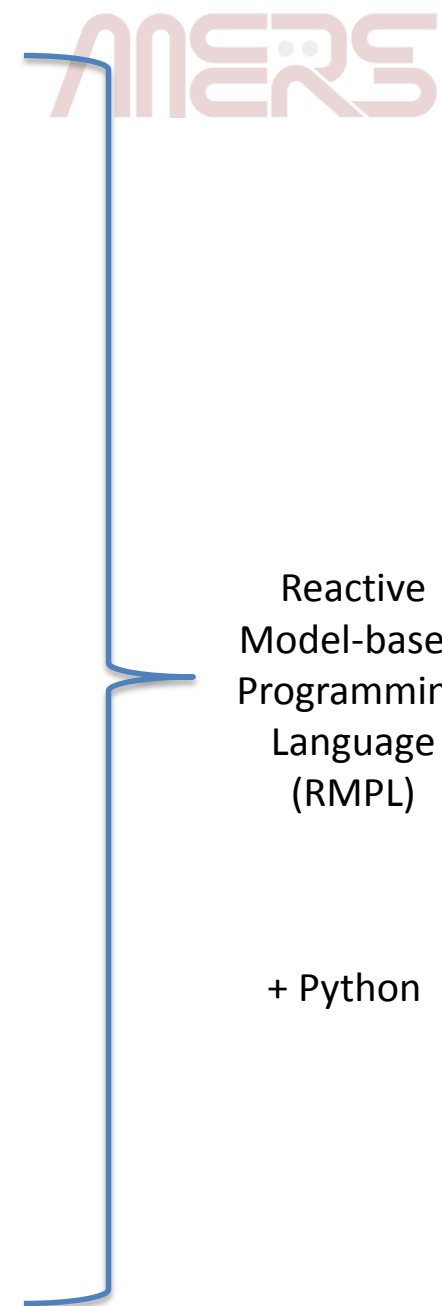 MERS
Reactive
Model-base
Programmin
Language
(RMPL)
+ Python